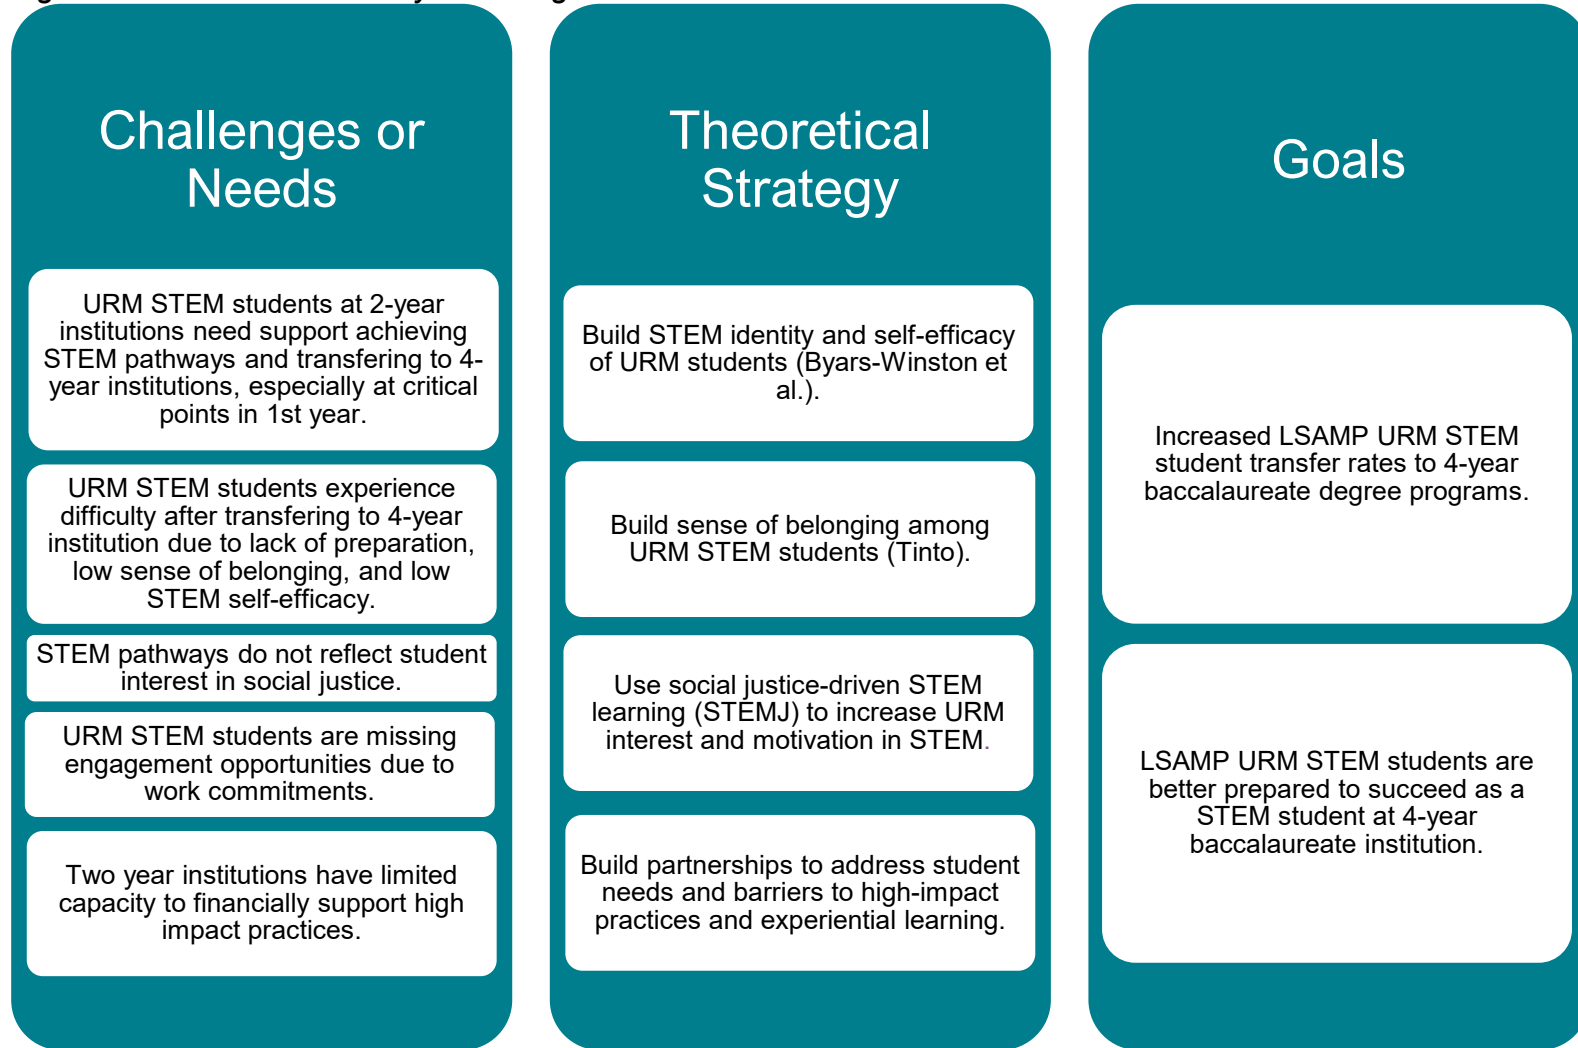 Challenges or
Needs
URM STEM students at 2-year
institutions need support achieving
STEM pathways and transfering to 4-
year institutions, especially at critical
points in 1st year.
URM STEM students experience
difficulty after transfering to 4-year
institution due to lack of preparation,
low sense of belonging, and low
STEM self-efficacy.
STEM pathways do not reflect student
interest in social justice.
URM STEM students are missing
engagement opportunities due to
work commitments.
Two year institutions have limited
capacity to financially support high
impact practices.
Theoretical
Strategy
Build STEM identity and self-efficacy
of URM students (Byars-Winston et
al.).
Build sense of belonging among
URM STEM students (Tinto).
Use social justice-driven STEM
learning (STEMJ) to increase URM
interest and motivation in STEM.
Build partnerships to address student
needs and barriers to high-impact
practices and experiential learning.
Goals
Increased LSAMP URM STEM
student transfer rates to 4-year
baccalaureate degree programs.
LSAMP URM STEM students are
better prepared to succeed as a
STEM student at 4-year
baccalaureate institution.